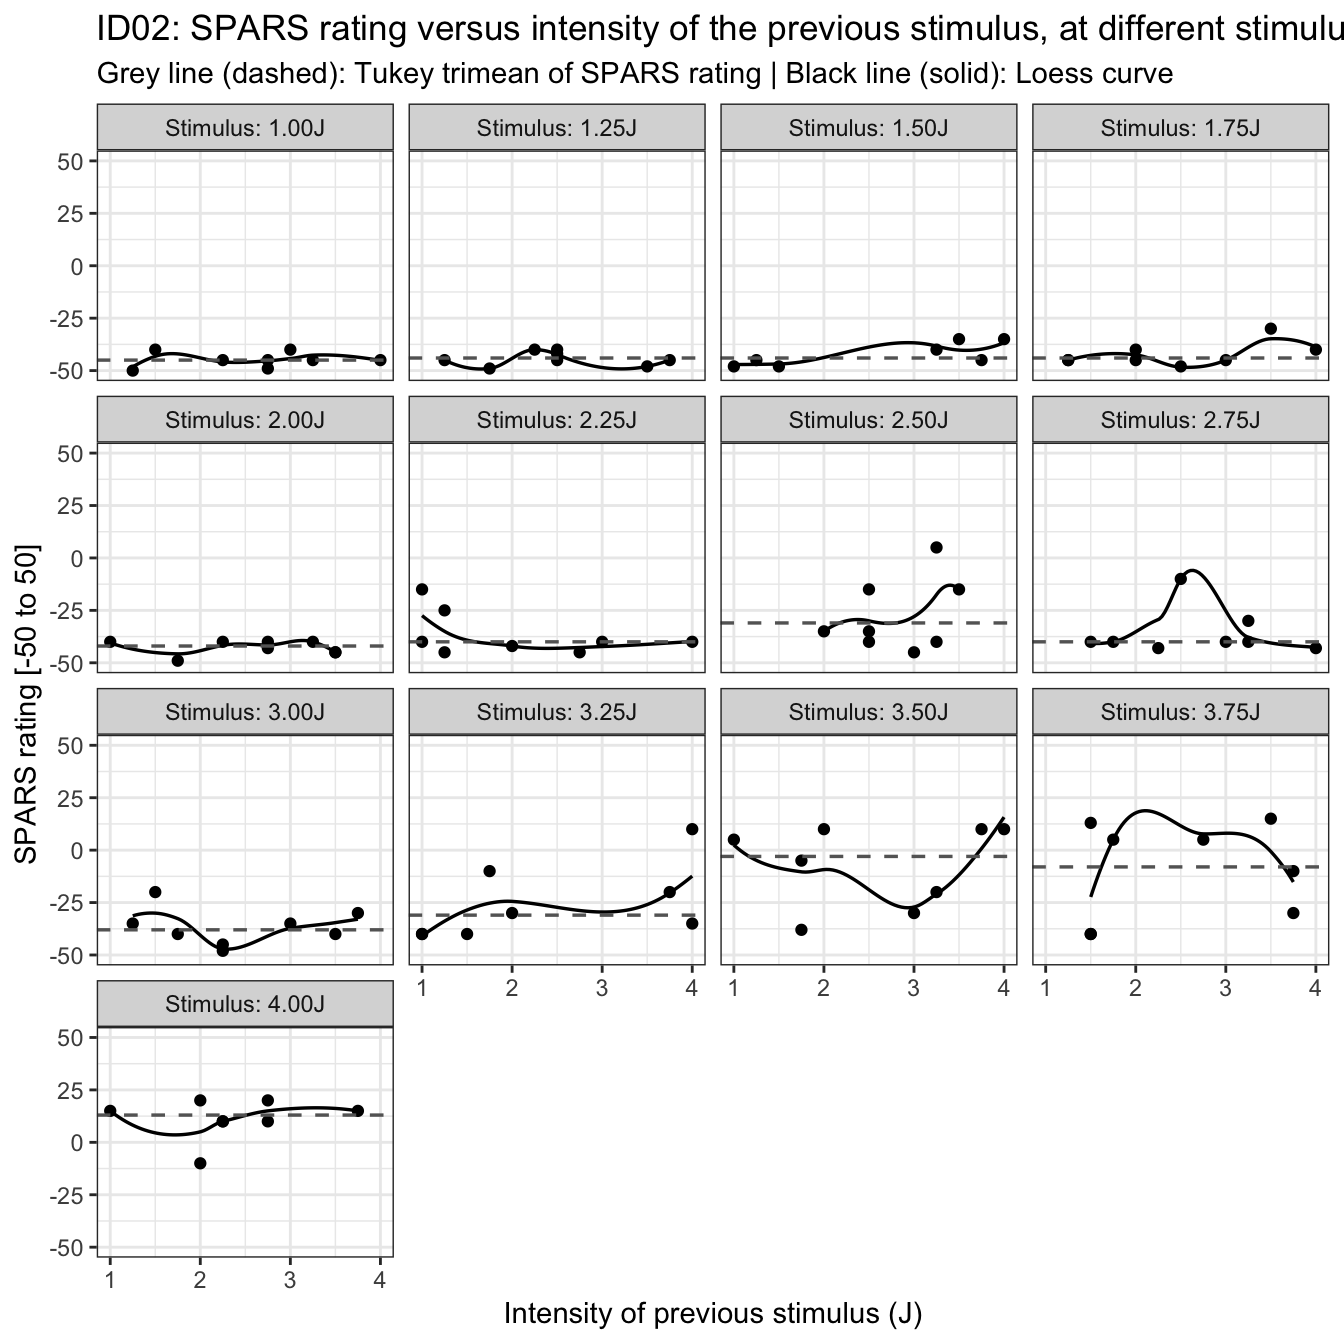 ID02: SPARS rating versus intensity of the previous stimulus, at different stimulu
Grey line (dashed): Tukey trimean of SPARS rating | Black line (solid): Loess curve
Stimulus: 1.00J Stimulus: 1.25J Stimulus: 1.50J Stimulus: 1.75J
50
25
0
-25
-50
Stimulus: 2.00J Stimulus: 2.25J Stimulus: 2.50J Stimulus: 2.75J
50
25
0
-25
-50
SPARS rating [-50 to 50]
Stimulus: 3.00J Stimulus: 3.25J Stimulus: 3.50J Stimulus: 3.75J
50
25
0
-25
-50
1 2 3 4 1 2 3 4 1 2 3 4
Stimulus: 4.00J
50
25
0
-25
-50
1 2 3 4
Intensity of previous stimulus (J)